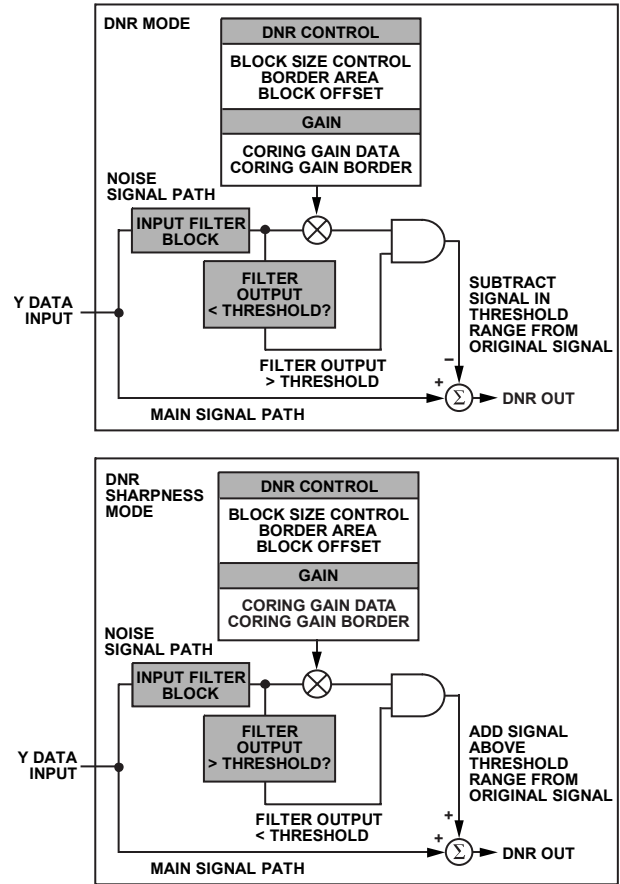 DNR MODE
DNR CONTROL
BLOCK SIZE CONTROL
BORDER AREA
BLOCK OFFSET
GAIN
CORING GAIN DATA
CORING GAIN BORDER
NOISE
SIGNAL PATH
INPUT FILTER
BLOCK
FILTER
OUTPUT
< THRESHOLD?
Y DATA
INPUT
SUBTRACT
SIGNAL IN
THRESHOLD
RANGE FROM
ORIGINAL SIGNAL
FILTER OUTPUT
> THRESHOLD
–
+
Σ
DNR OUT
MAIN SIGNAL PATH
DNR
SHARPNESS
MODE
DNR CONTROL
BLOCK SIZE CONTROL
BORDER AREA
BLOCK OFFSET
GAIN
CORING GAIN DATA
CORING GAIN BORDER
NOISE
SIGNAL PATH
INPUT FILTER
BLOCK
FILTER
OUTPUT
> THRESHOLD?
Y DATA
INPUT
ADD SIGNAL
ABOVE
THRESHOLD
RANGE FROM
ORIGINAL SIGNAL
FILTER OUTPUT
< THRESHOLD
+
+
Σ
DNR OUT
MAIN SIGNAL PATH